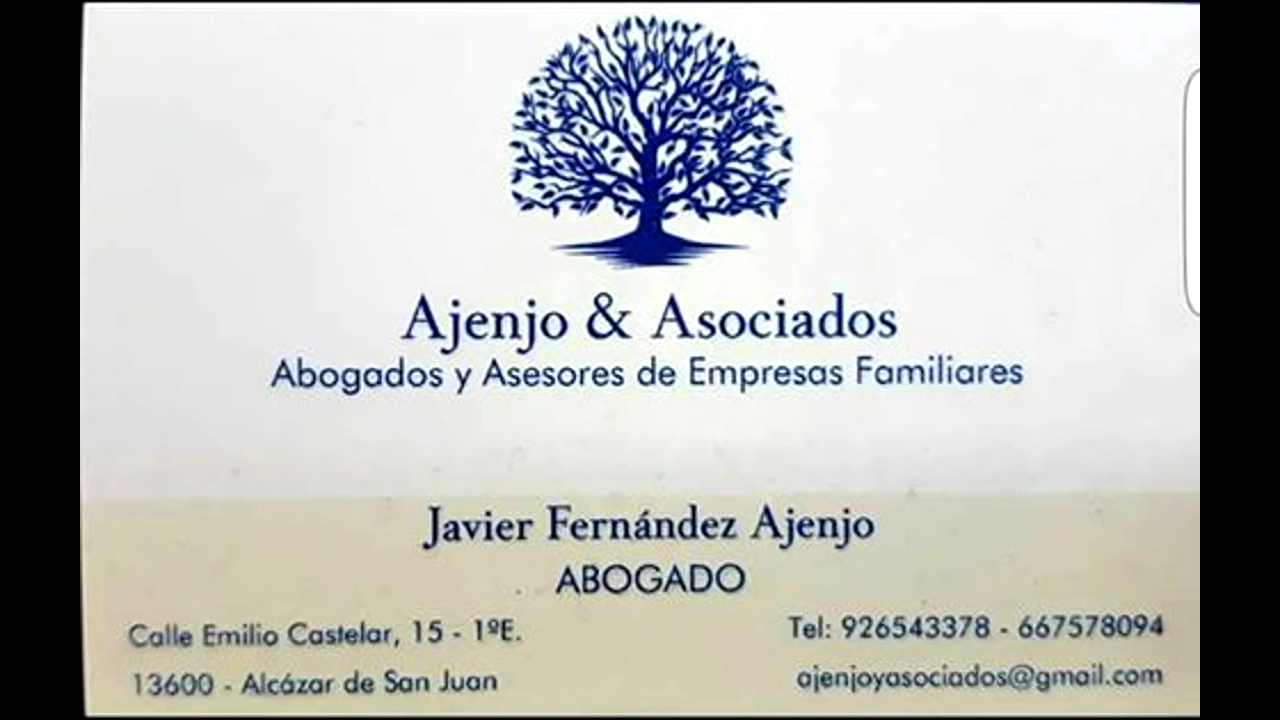 Ajenjo & Asociados
Abogados y Asesores de Empresas Familiares
Javier Fernández Ajenjo
ABOGADO
Calle Emilio Castelar, 15 - 1ºE.
Tel: 926543378 - 667578094
13600 - Alcázar de San Juan
ajenjoyasociados@gmail.com